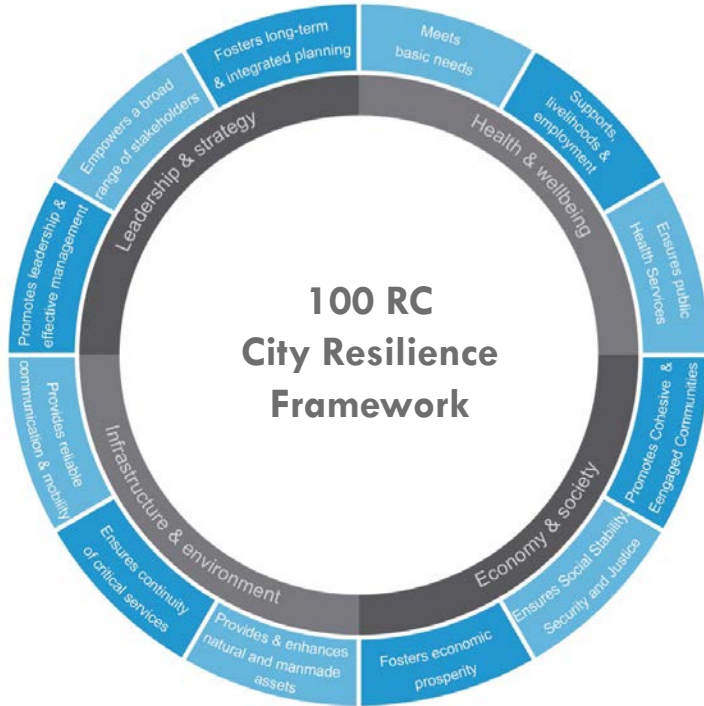 100 RC
City Resilience
Framework
Health & wellbeing
Meets
basic needs
Supports,
livelihoods &
employment
Ensures public
Health Services
Economy & society
Promotes Cohesive &
Eengaged Communities
Ensures Social Stability,
Security and Justice
Fosters economic
prosperity
Infrastructure & environment
Provides & enhances
natural and manmade
assets
Ensures continuity
of critical services
Provides reliable
communication & mobility
Leadership & strategy
Promotes leadership &
effective management
Empowers a broad
range of stakeholders
Fosters long-term
& integrated planning